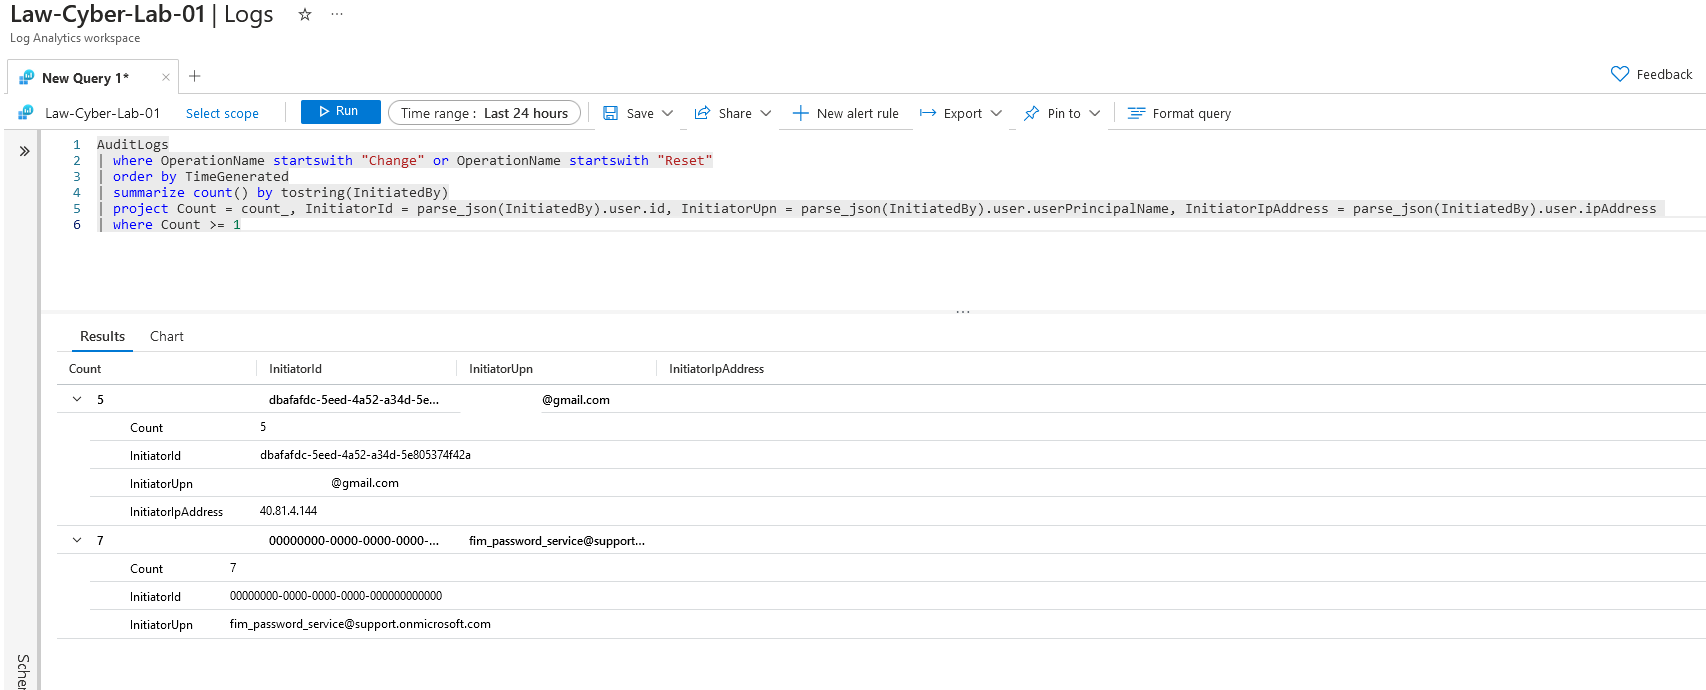 Law-Cyber-Lab-01 | Logs ☆ ...
Log Analytics workspace
New Query 1* × +
Feedback
Law-Cyber-Lab-01 Select scope Run Time range : Last 24 hours Save Share New alert rule Export Pin to Format query
1 AuditLogs
2 | where OperationName startswith "Change" or OperationName startswith "Reset"
3 | order by TimeGenerated
4 | summarize count() by tostring(InitiatedBy)
5 | project Count = count_, InitiatorId = parse_json(InitiatedBy).user.id, InitiatorUpn = parse_json(InitiatedBy).user.userPrincipalName, InitiatorIpAddress = parse_json(InitiatedBy).user.ipAddress
6 | where Count >= 1
...
Results Chart
Count InitiatorId InitiatorUpn InitiatorIpAddress
5 dbafafdc-5eed-4a52-a34d-5e... @gmail.com
Count 5
InitiatorId dbafafdc-5eed-4a52-a34d-5e805374f42a
InitiatorUpn @gmail.com
InitiatorIpAddress 40.81.4.144
7 00000000-0000-0000-0000-... fim_password_service@support...
Count 7
InitiatorId 00000000-0000-0000-0000-000000000000
InitiatorUpn fim_password_service@support.onmicrosoft.com